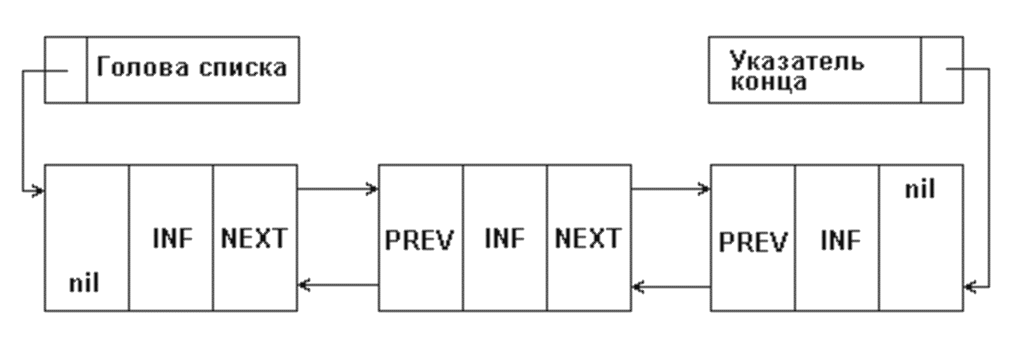 Голова списка
Указатель
конца
nil INF NEXT
PREV INF NEXT
PREV INF nil